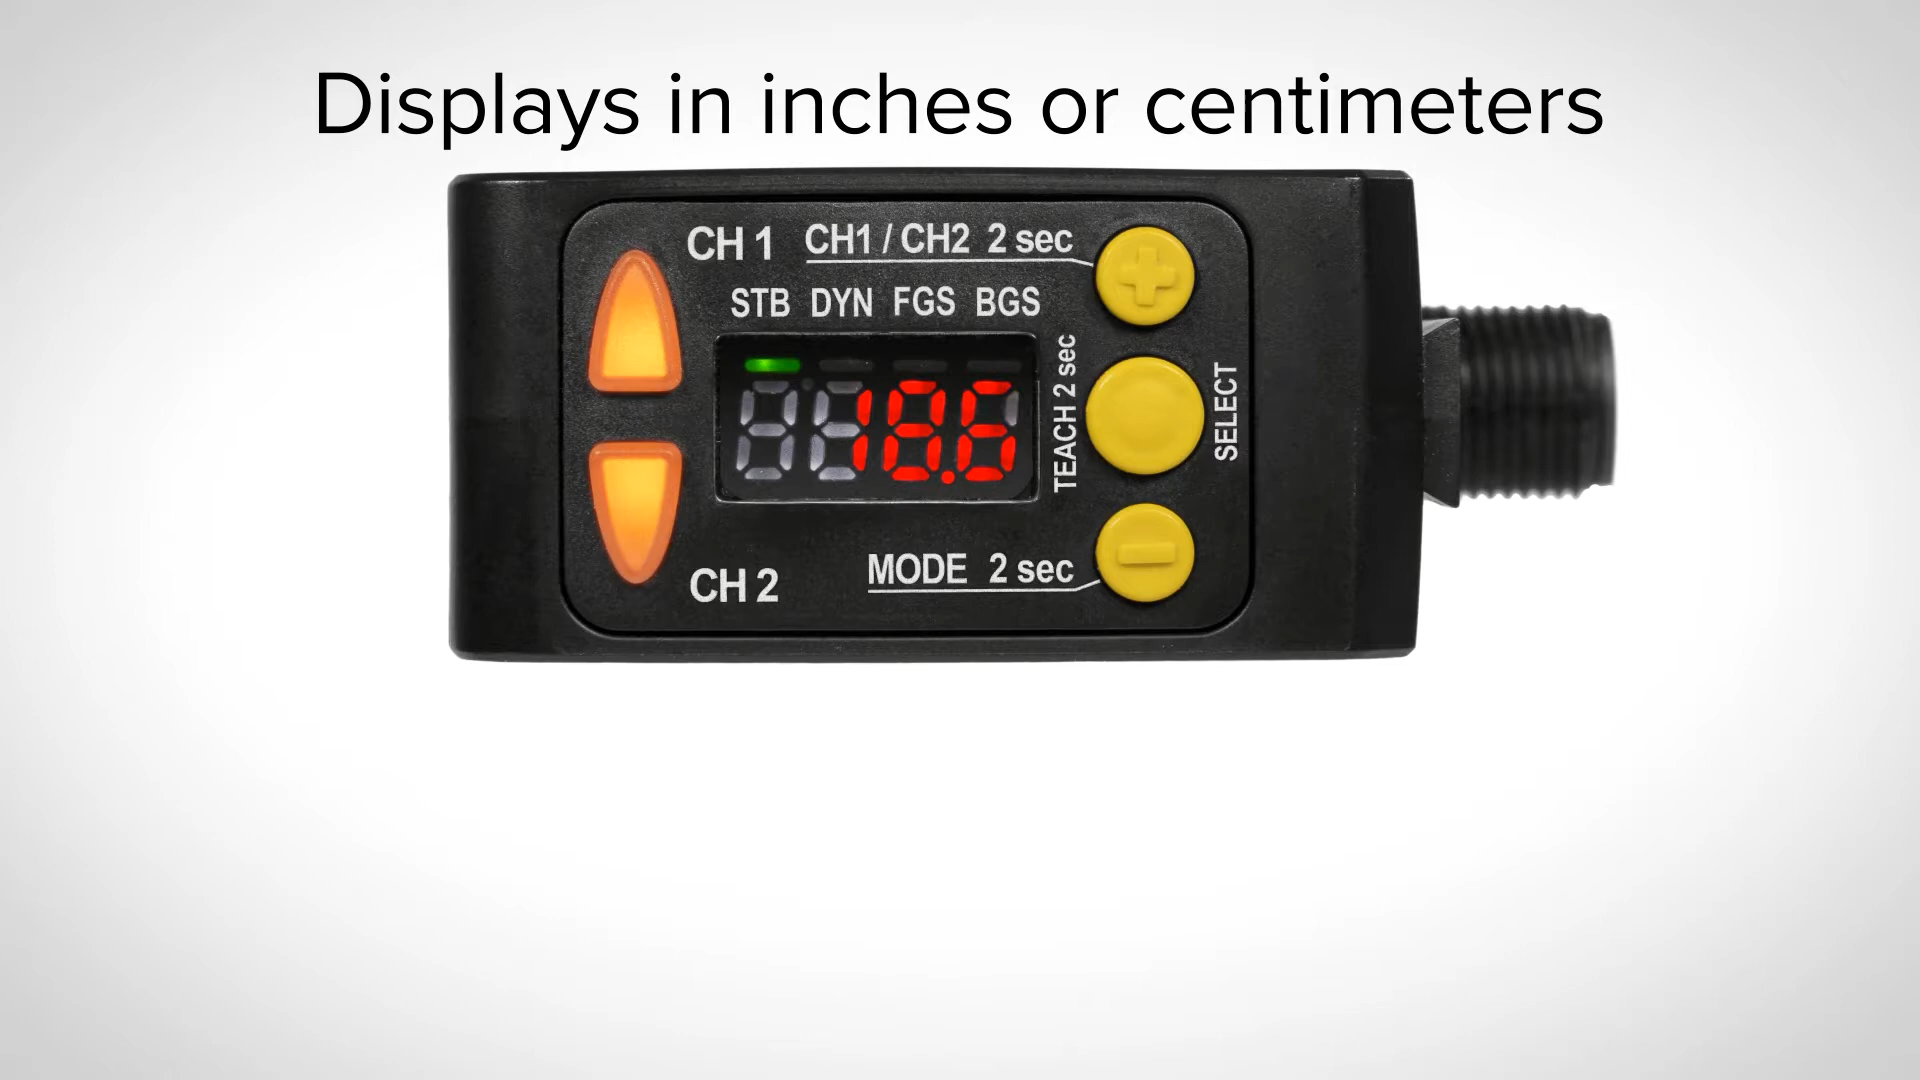 Displays in inches or centimeters
CH 1 CH1 / CH2 2 sec
STB DYN FGS BGS
18.6
TEACH 2 sec
SELECT
MODE 2 sec
CH 2